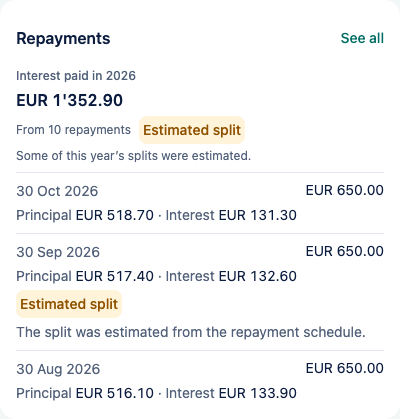 Repayments See all
Interest paid in 2026
EUR 1'352.90
From 10 repayments Estimated split
Some of this year’s splits were estimated.
30 Oct 2026 EUR 650.00
Principal EUR 518.70 · Interest EUR 131.30
30 Sep 2026 EUR 650.00
Principal EUR 517.40 · Interest EUR 132.60
Estimated split
The split was estimated from the repayment schedule.
30 Aug 2026 EUR 650.00
Principal EUR 516.10 · Interest EUR 133.90